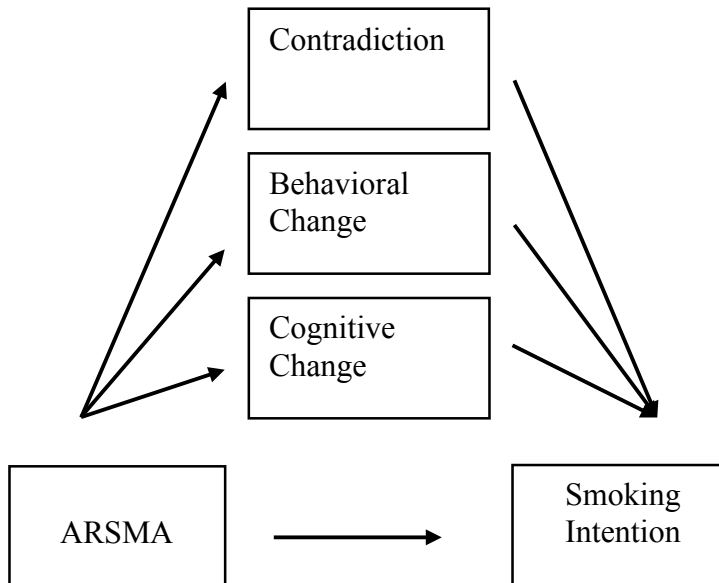 Contradiction
Behavioral
Change
Cognitive
Change
ARSMA
Smoking
Intention